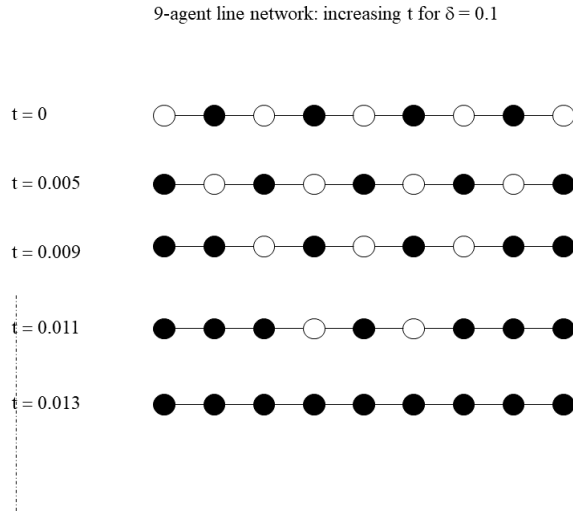 9-agent line network: increasing t for δ = 0.1
t = 0
t = 0.005
t = 0.009
t = 0.011
t = 0.013